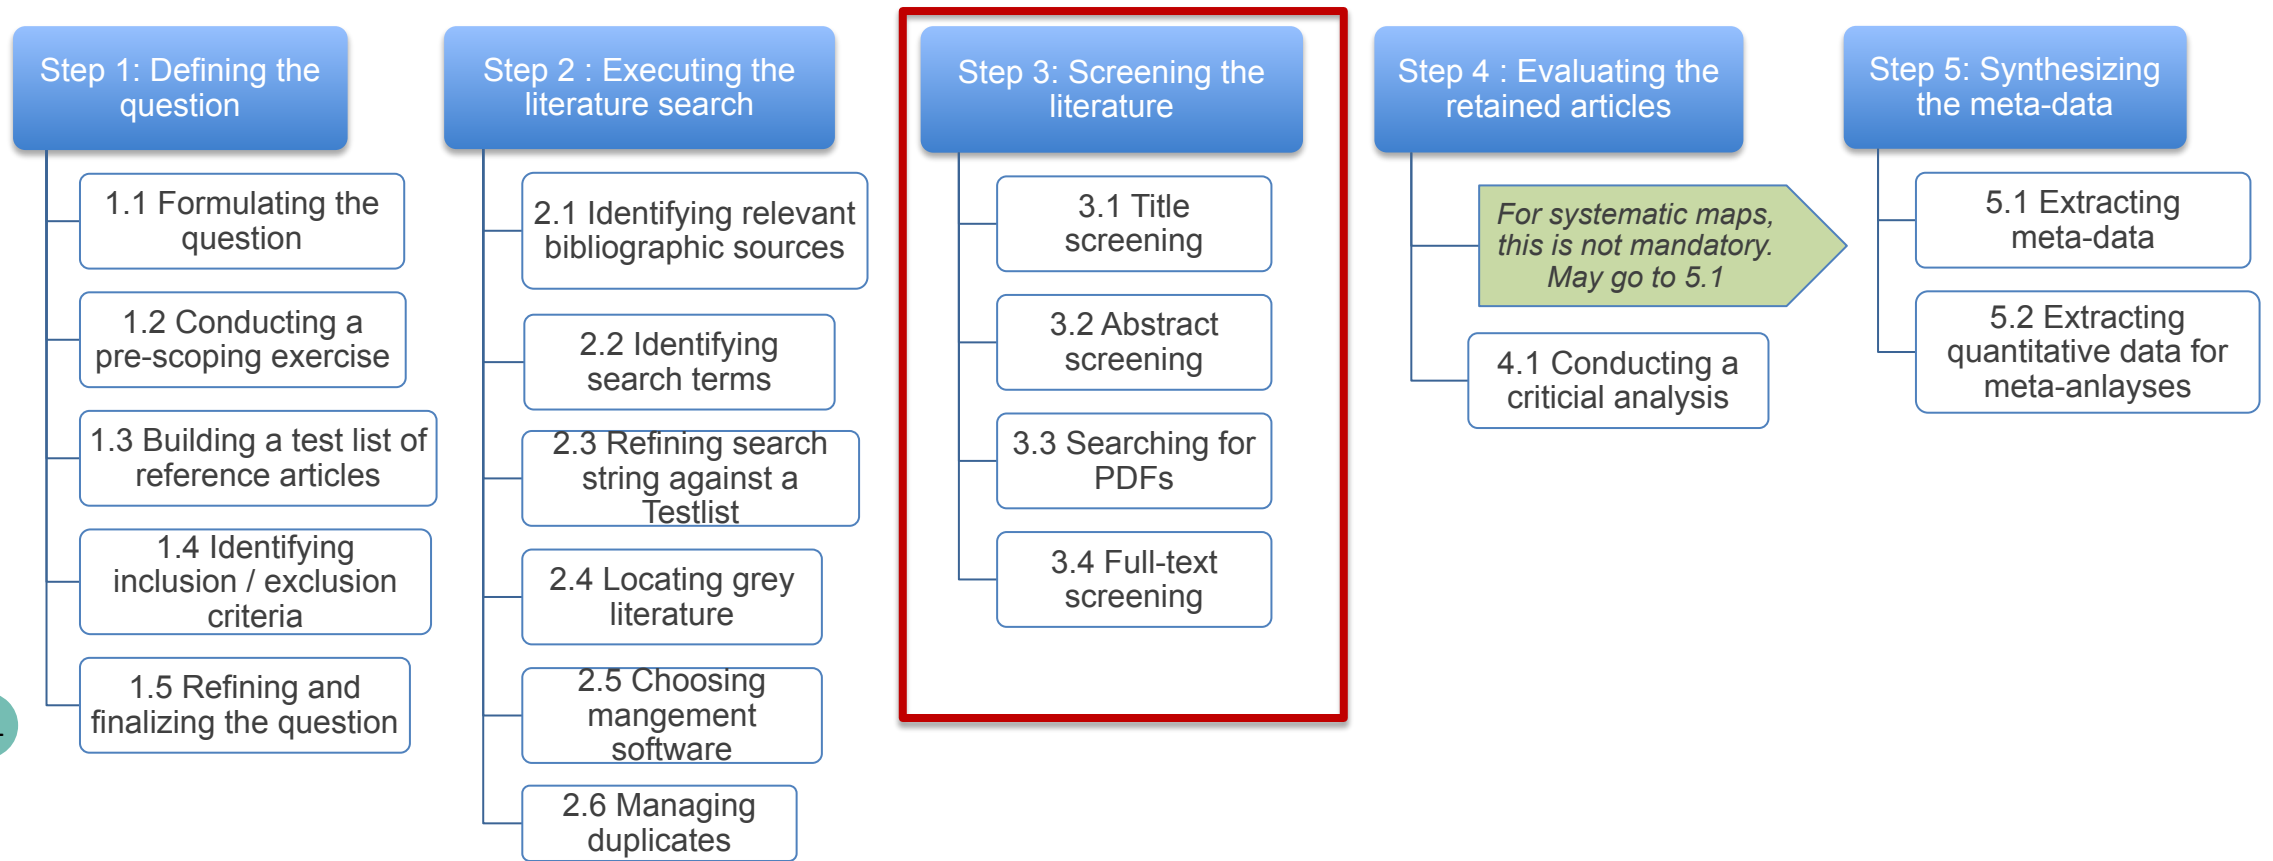 Step 1: Defining the
question
1.1 Formulating the
question
1.2 Conducting a
pre-scoping exercise
1.3 Building a test list of
reference articles
1.4 Identifying
inclusion / exclusion
criteria
1.5 Refining and
finalizing the question
Step 2 : Executing the
literature search
2.1 Identifying relevant
bibliographic sources
2.2 Identifying
search terms
2.3 Refining search
string against a
Testlist
2.4 Locating grey
literature
2.5 Choosing
mangement
software
2.6 Managing
duplicates
Step 3: Screening the
literature
3.1 Title
screening
3.2 Abstract
screening
3.3 Searching for
PDFs
3.4 Full-text
screening
Step 4 : Evaluating the
retained articles
For systematic maps,
this is not mandatory.
May go to 5.1
4.1 Conducting a
criticial analysis
Step 5: Synthesizing
the meta-data
5.1 Extracting
meta-data
5.2 Extracting
quantitative data for
meta-anlayses